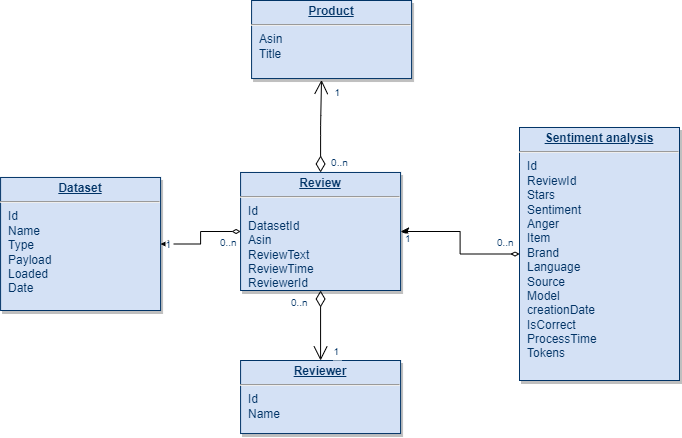 Product
Asin
Title
1
0..n
Dataset
Id
Name
Type
Payload
Loaded
Date
1
0..n
Review
Id
DatasetId
Asin
ReviewText
ReviewTime
ReviewerId
1
0..n
Sentiment analysis
Id
ReviewId
Stars
Sentiment
Anger
Item
Brand
Language
Source
Model
creationDate
IsCorrect
ProcessTime
Tokens
0..n
1
Reviewer
Id
Name